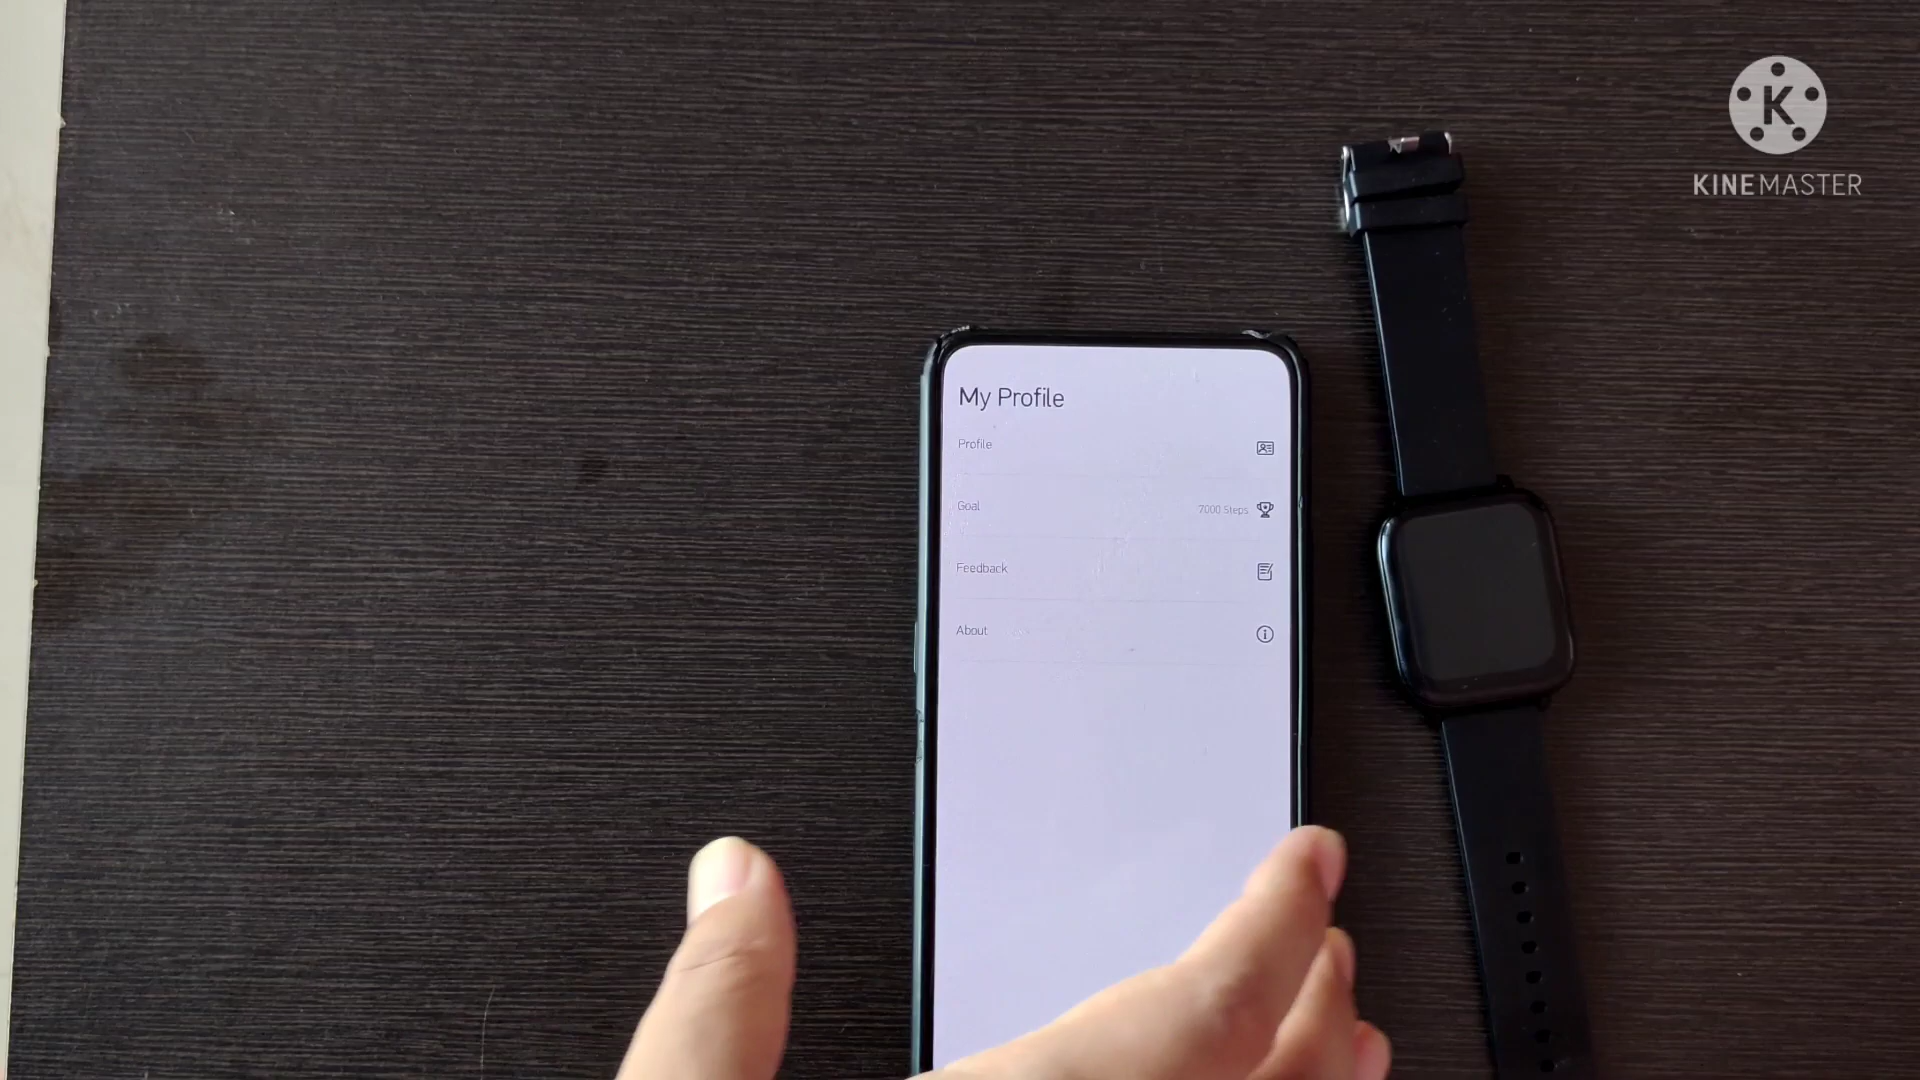 K
KINEMASTER
My Profile
Profile
Goal
7000 Steps
Feedback
About